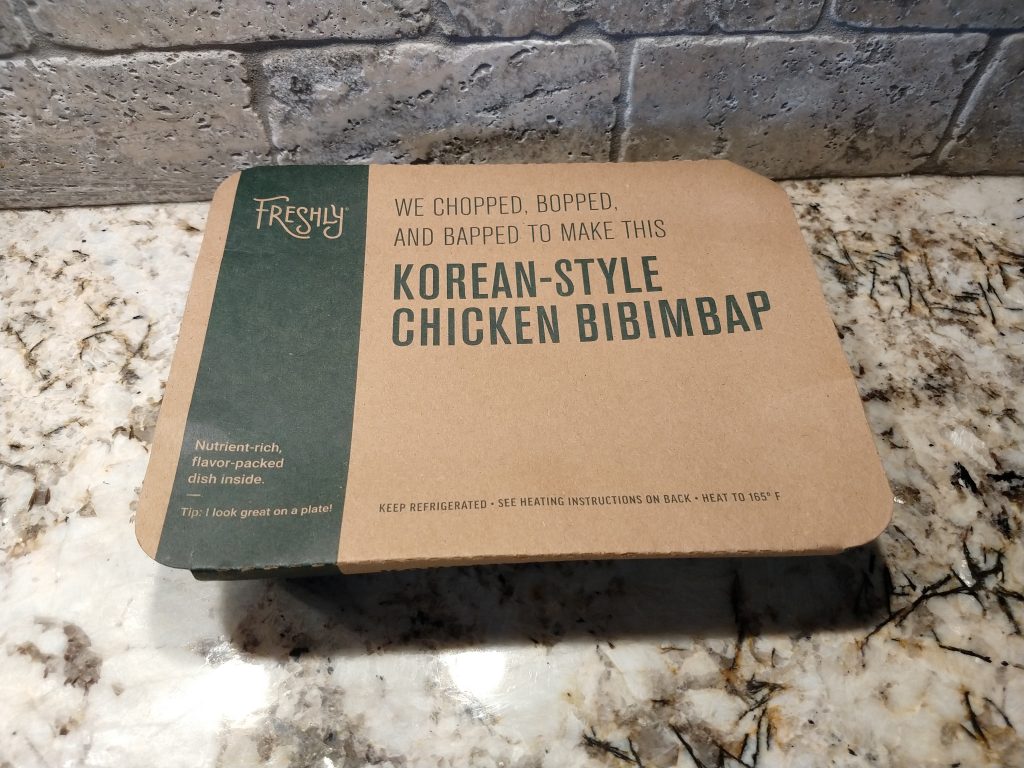 FRESHLY
WE CHOPPED, BOPPED,
AND BAPPED TO MAKE THIS
KOREAN-STYLE
CHICKEN BIBIMBAP
Nutrient-rich,
flavor-packed
dish inside.
Tip: I look great on a plate!
KEEP REFRIGERATED • SEE HEATING INSTRUCTIONS ON BACK • HEAT TO 165° F